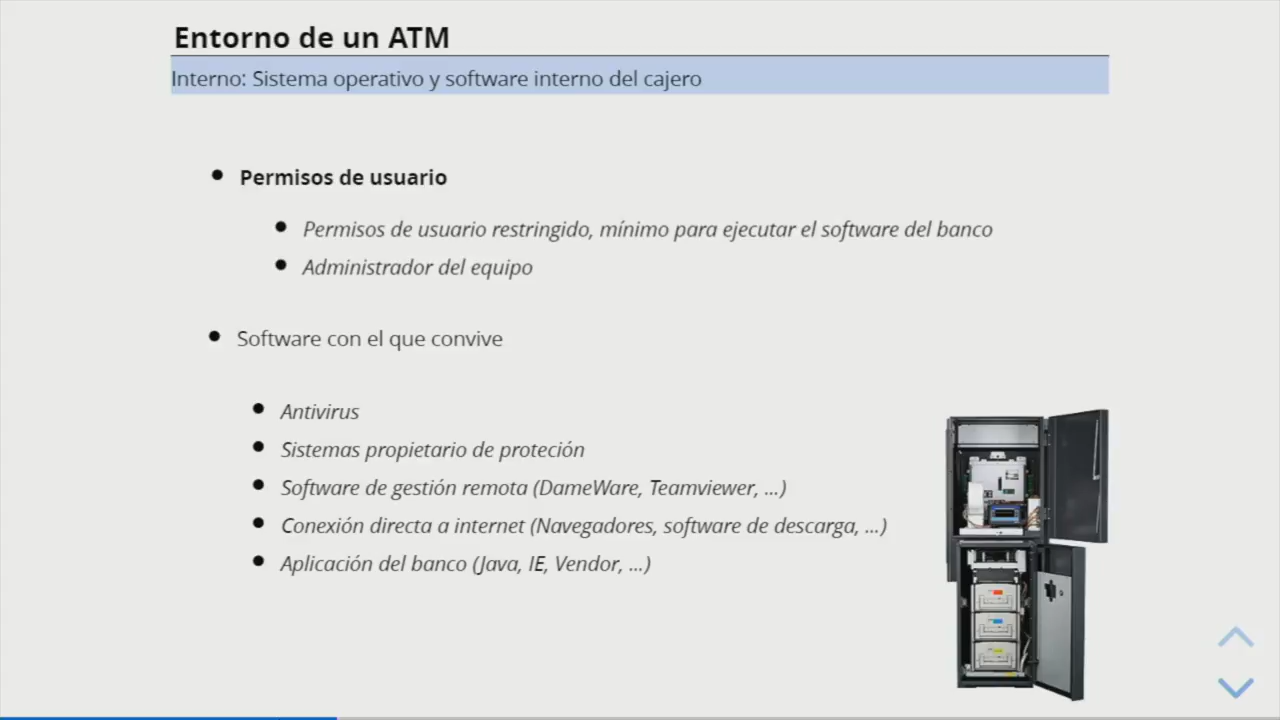 Entorno de un ATM
Interno: Sistema operativo y software interno del cajero
Permisos de usuario
Permisos de usuario restringido, mínimo para ejecutar el software del banco
Administrador del equipo
Software con el que convive
Antivirus
Sistemas propietario de proteción
Software de gestión remota (DameWare, Teamviewer, ...)
Conexión directa a internet (Navegadores, software de descarga, ...)
Aplicación del banco (Java, IE, Vendor, ...)